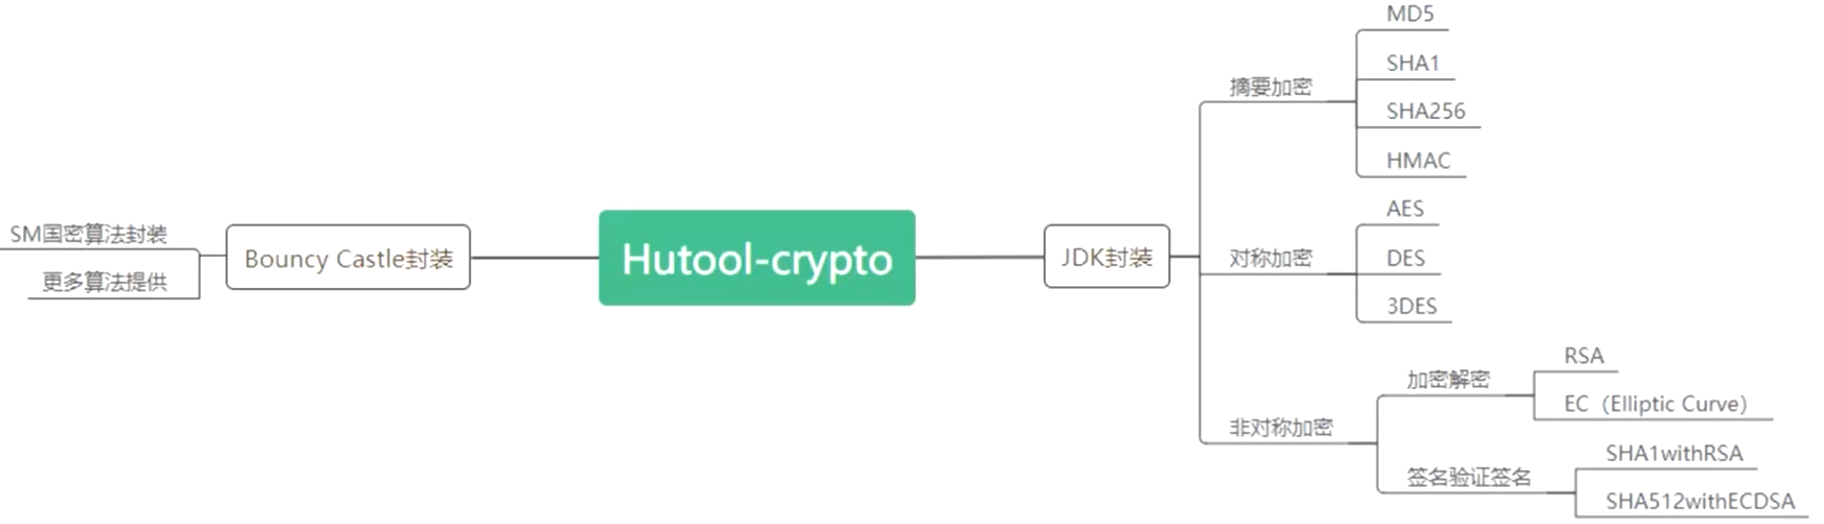 Hutool-crypto
Bouncy Castle封装
SM国密算法封装
更多算法提供
JDK封装
摘要加密
MD5
SHA1
SHA256
HMAC
对称加密
AES
DES
3DES
非对称加密
加密解密
RSA
EC（Elliptic Curve）
签名验证签名
SHA1withRSA
SHA512withECDSA